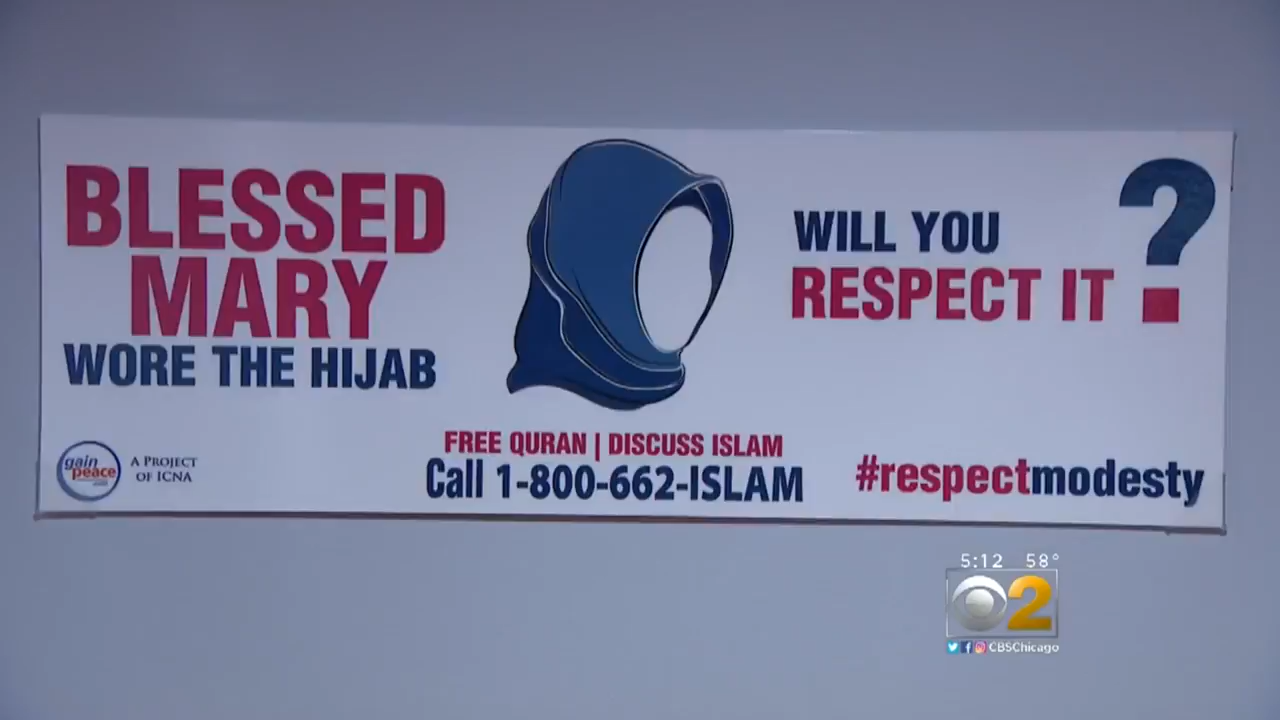 BLESSED
MARY
WORE THE HIJAB
WILL YOU
RESPECT IT ?
gain
peace
A PROJECT
OF ICNA
FREE QURAN | DISCUSS ISLAM
Call 1-800-662-ISLAM
#respectmodesty
5:12 58°
2
CBSChicago